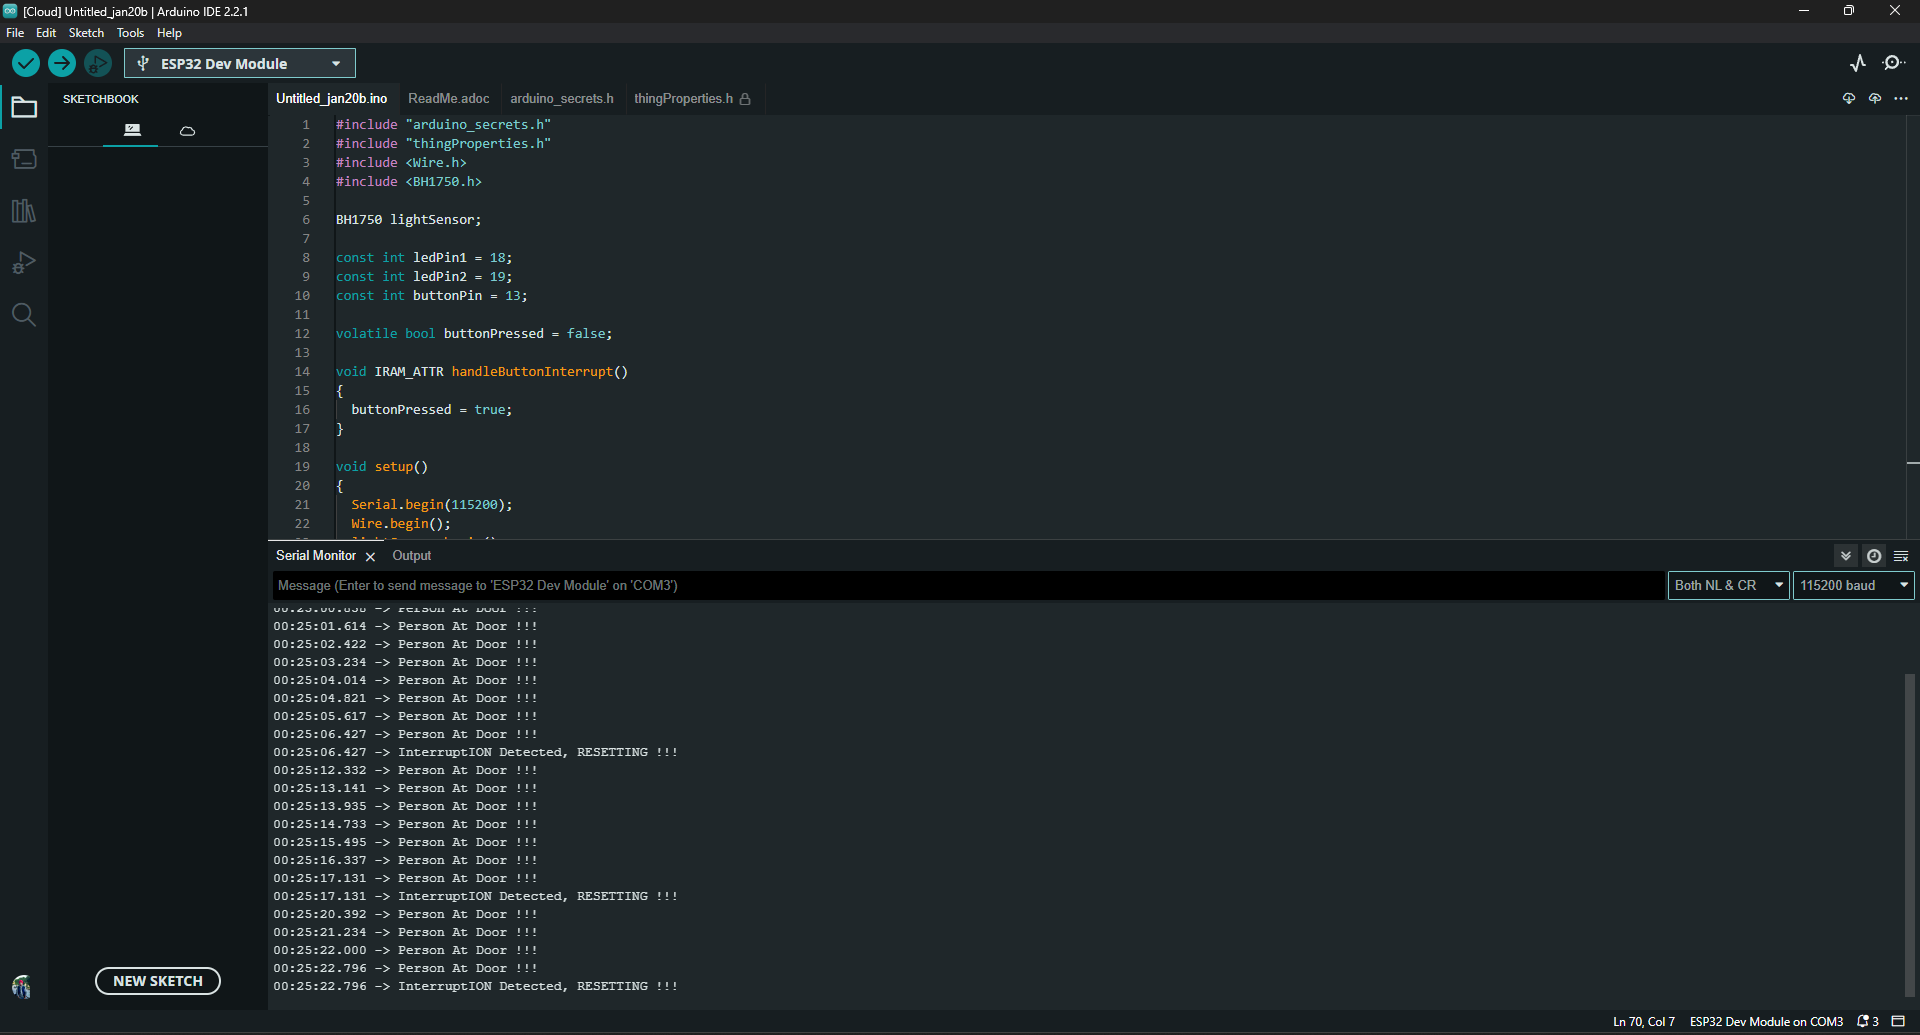 [Cloud] Untitled_jan20b | Arduino IDE 2.2.1
File Edit Sketch Tools Help
ESP32 Dev Module
SKETCHBOOK
Untitled_jan20b.ino ReadMe.adoc arduino_secrets.h thingProperties.h
1 #include "arduino_secrets.h"
2 #include "thingProperties.h"
3 #include <Wire.h>
4 #include <BH1750.h>
5
6 BH1750 lightSensor;
7
8 const int ledPin1 = 18;
9 const int ledPin2 = 19;
10 const int buttonPin = 13;
11
12 volatile bool buttonPressed = false;
13
14 void IRAM_ATTR handleButtonInterrupt()
15 {
16 buttonPressed = true;
17 }
18
19 void setup()
20 {
21 Serial.begin(115200);
22 Wire.begin();
Serial Monitor Output
Message (Enter to send message to 'ESP32 Dev Module' on 'COM3')
Both NL & CR 115200 baud
Person At Door !!!
00:25:01.614 -> Person At Door !!!
00:25:02.422 -> Person At Door !!!
00:25:03.234 -> Person At Door !!!
00:25:04.014 -> Person At Door !!!
00:25:04.821 -> Person At Door !!!
00:25:05.617 -> Person At Door !!!
00:25:06.427 -> Person At Door !!!
00:25:06.427 -> InterruptION Detected, RESETTING !!!
00:25:12.332 -> Person At Door !!!
00:25:13.141 -> Person At Door !!!
00:25:13.935 -> Person At Door !!!
00:25:14.733 -> Person At Door !!!
00:25:15.495 -> Person At Door !!!
00:25:16.337 -> Person At Door !!!
00:25:17.131 -> Person At Door !!!
00:25:17.131 -> InterruptION Detected, RESETTING !!!
00:25:20.392 -> Person At Door !!!
00:25:21.234 -> Person At Door !!!
00:25:22.000 -> Person At Door !!!
00:25:22.796 -> Person At Door !!!
00:25:22.796 -> InterruptION Detected, RESETTING !!!
NEW SKETCH
Ln 70, Col 7 ESP32 Dev Module on COM3 3